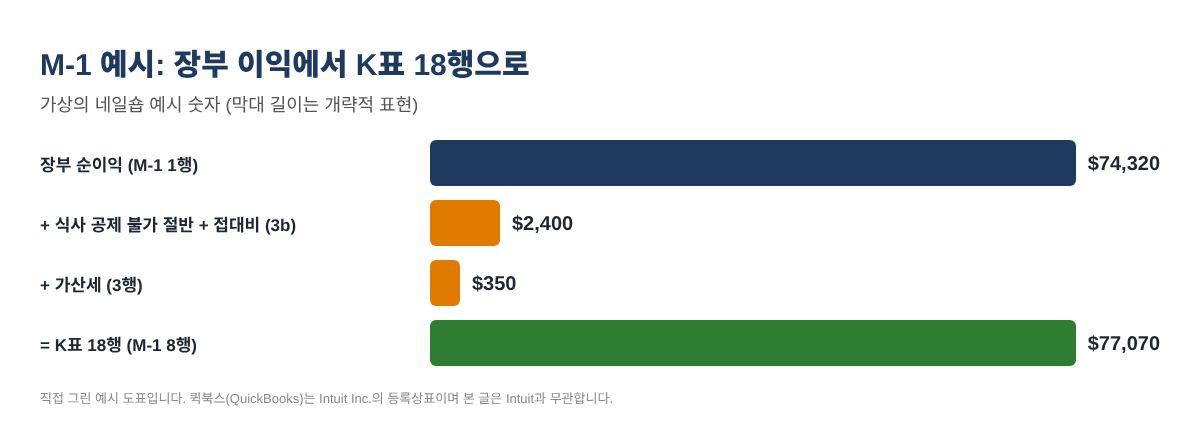 M-1 예시: 장부 이익에서 K표 18행으로
가상의 네일숍 예시 숫자 (막대 길이는 개략적 표현)
장부 순이익 (M-1 1행)
$74,320
+ 식사 공제 불가 절반 + 접대비 (3b)
$2,400
+ 가산세 (3행)
$350
= K표 18행 (M-1 8행)
$77,070
직접 그린 예시 도표입니다. 퀵북스(QuickBooks)는 Intuit Inc.의 등록상표이며 본 글은 Intuit과 무관합니다.